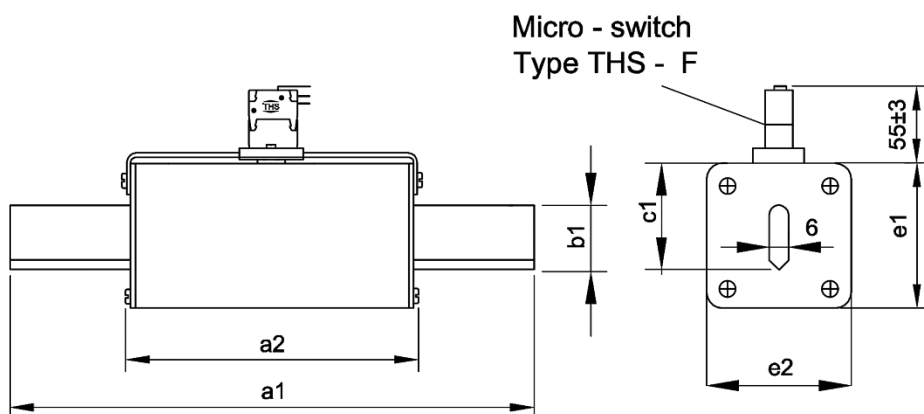 Micro - switch
Type THS - F
THS
55±3
c1
e1
b1
6
a2
e2
a1